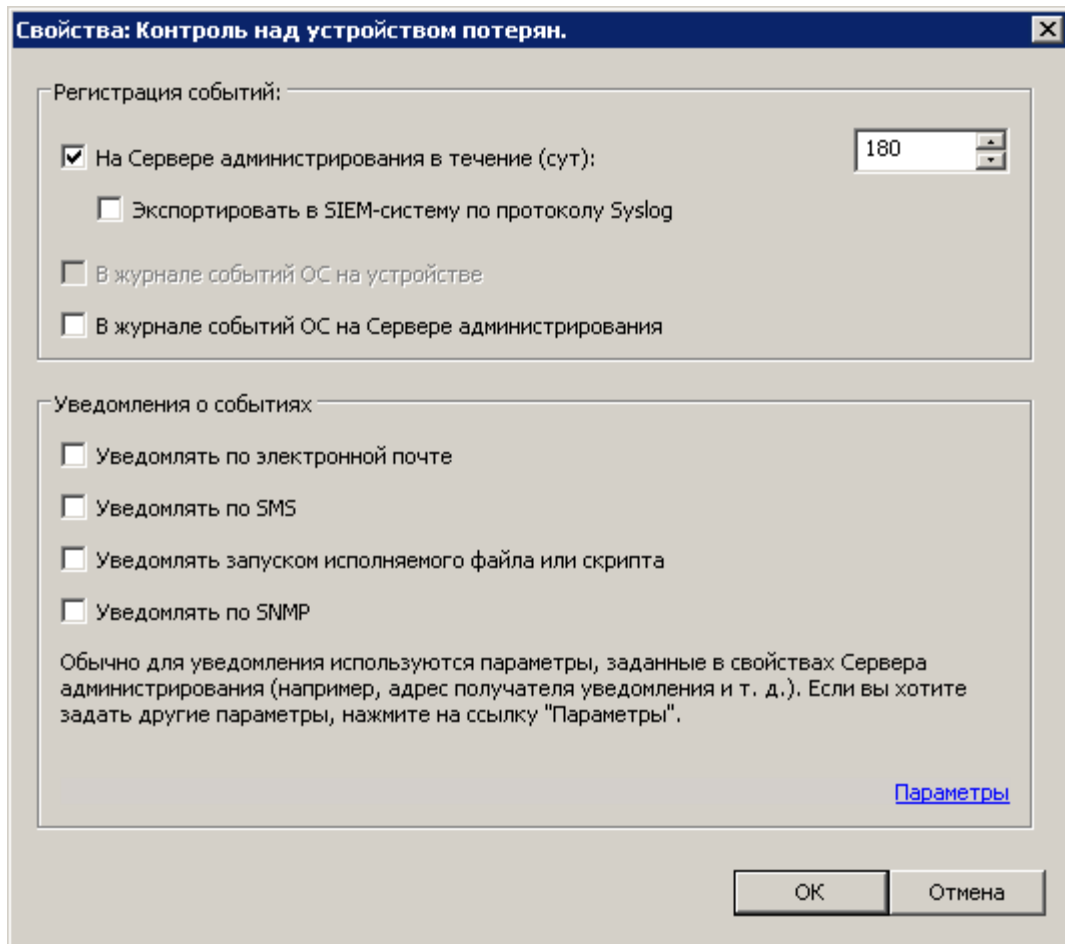 Свойства: Контроль над устройством потерян.
Регистрация событий:
На Сервере администрирования в течение (сут):
180
Экспортировать в SIEM-систему по протоколу Syslog
В журнале событий ОС на устройстве
В журнале событий ОС на Сервере администрирования
Уведомления о событиях
Уведомлять по электронной почте
Уведомлять по SMS
Уведомлять запуском исполняемого файла или скрипта
Уведомлять по SNMP
Обычно для уведомления используются параметры, заданные в свойствах Сервера
администрирования (например, адрес получателя уведомления и т. д.). Если вы хотите
задать другие параметры, нажмите на ссылку "Параметры".
Параметры
ОК
Отмена